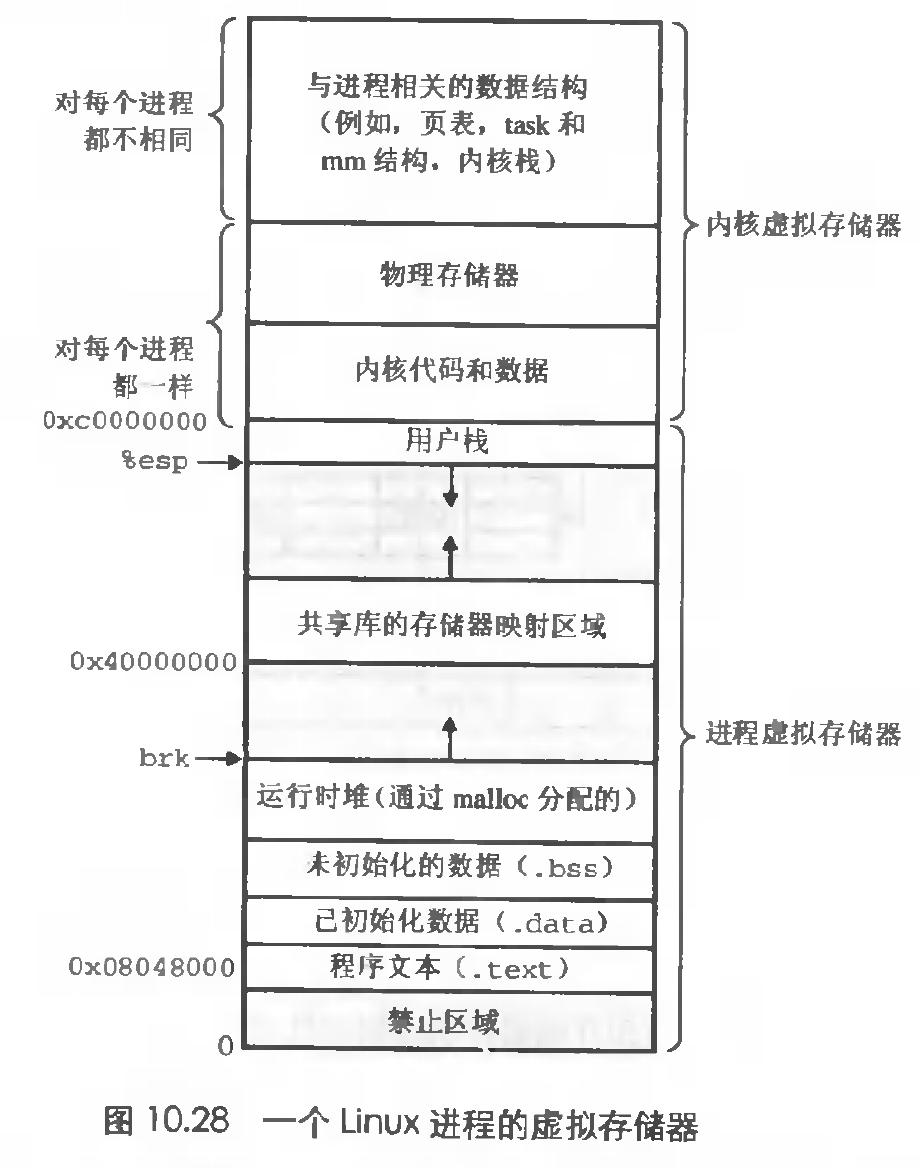 与进程相关的数据结构
（例如，页表，task 和
mm 结构，内核栈）
对每个进程
都不相同
内核虚拟存储器
物理存储器
对每个进程
都一样
内核代码和数据
0xc0000000
用户栈
%esp
共享库的存储器映射区域
0x40000000
进程虚拟存储器
brk
运行时堆（通过 malloc 分配的）
未初始化的数据（.bss）
已初始化数据（.data）
0x08048000
程序文本（.text）
禁止区域
0
图 10.28 一个 Linux 进程的虚拟存储器